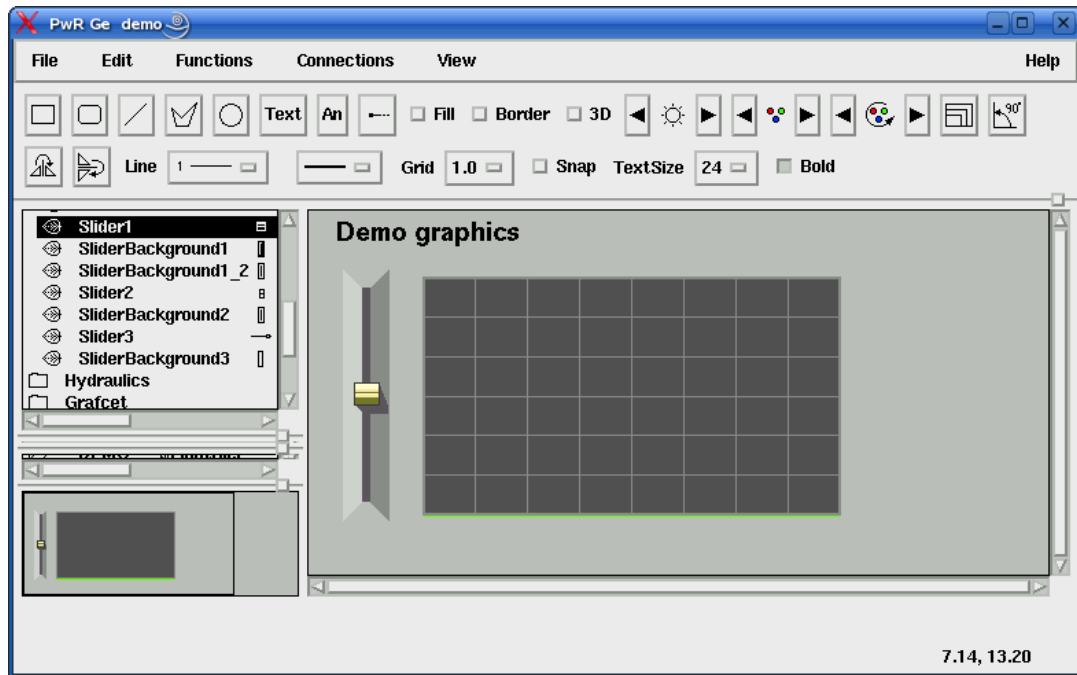 PwR Ge demo
File Edit Functions Connections View Help
Text An Fill Border 3D 90°
Line 1 Grid 1.0 Snap TextSize 24 Bold
Slider1
SliderBackground1
SliderBackground1_2
Slider2
SliderBackground2
Slider3
SliderBackground3
Hydraulics
Grafcet
Demo graphics
7.14, 13.20